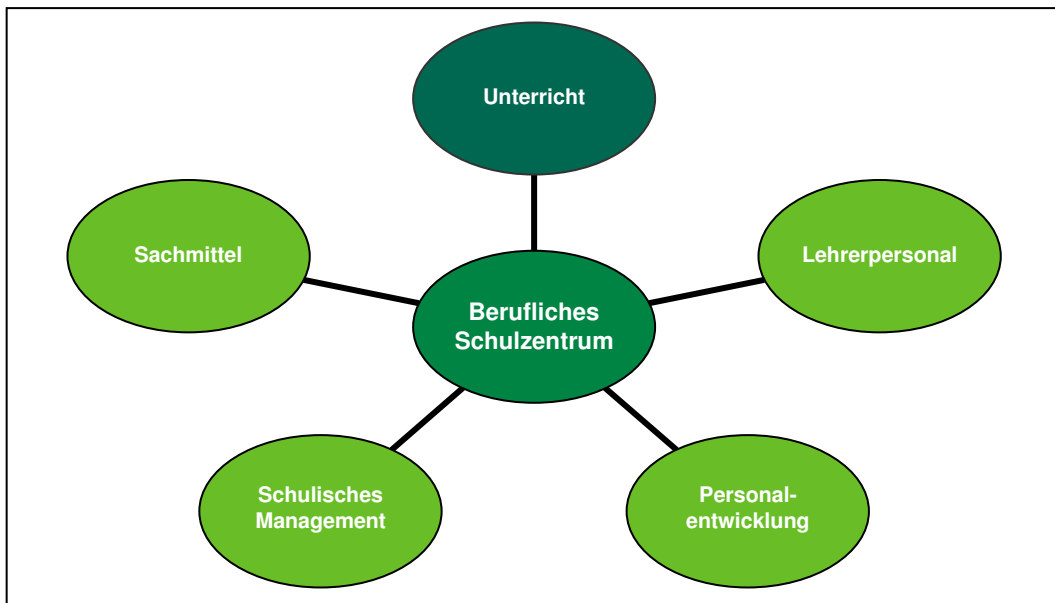 Unterricht
Sachmittel
Lehrerpersonal
Berufliches
Schulzentrum
Schulisches
Management
Personal-
entwicklung